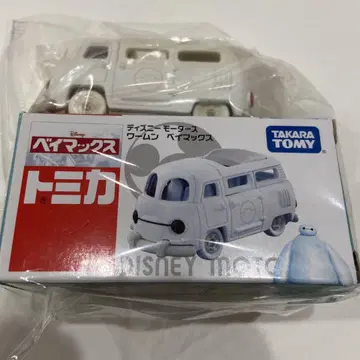 Disney
ベイマックス
トミカ
ディズニー モータース
ワームン ベイマックス
TAKARA
TOMY
DISNEY MOTO